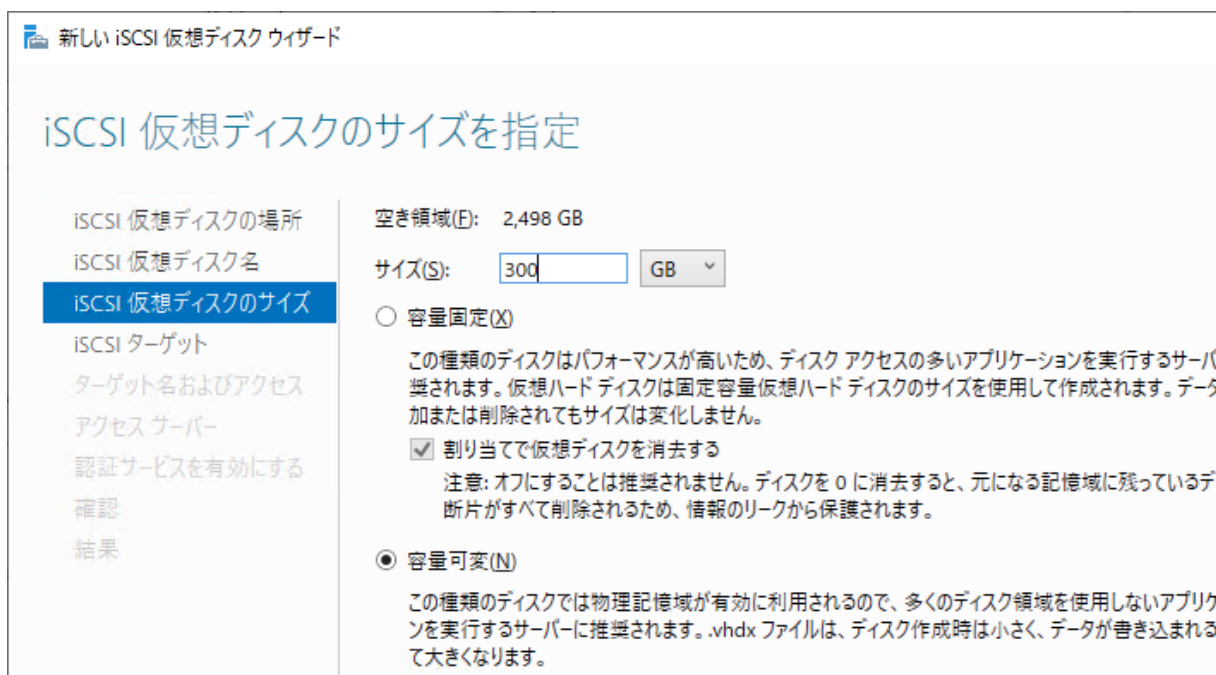 新しい iSCSI 仮想ディスク ウィザード
iSCSI 仮想ディスクのサイズを指定
iSCSI 仮想ディスクの場所
iSCSI 仮想ディスク名
iSCSI 仮想ディスクのサイズ
iSCSI ターゲット
ターゲット名およびアクセス
アクセス サーバー
認証サービスを有効にする
確認
結果
空き領域(F): 2,498 GB
サイズ(S): 300 GB
容量固定(X)
この種類のディスクはパフォーマンスが高いため、ディスク アクセスの多いアプリケーションを実行するサーバ
奨されます。仮想ハード ディスクは固定容量仮想ハード ディスクのサイズを使用して作成されます。データ
加または削除されてもサイズは変化しません。
割り当てで仮想ディスクを消去する
注意: オフにすることは推奨されません。ディスクを 0 に消去すると、元になる記憶域に残っているデ
断片がすべて削除されるため、情報のリークから保護されます。
容量可変(N)
この種類のディスクでは物理記憶域が有効に利用されるので、多くのディスク領域を使用しないアプリケ
ンを実行するサーバーに推奨されます。.vhdx ファイルは、ディスク作成時は小さく、データが書き込まれる
て大きくなります。